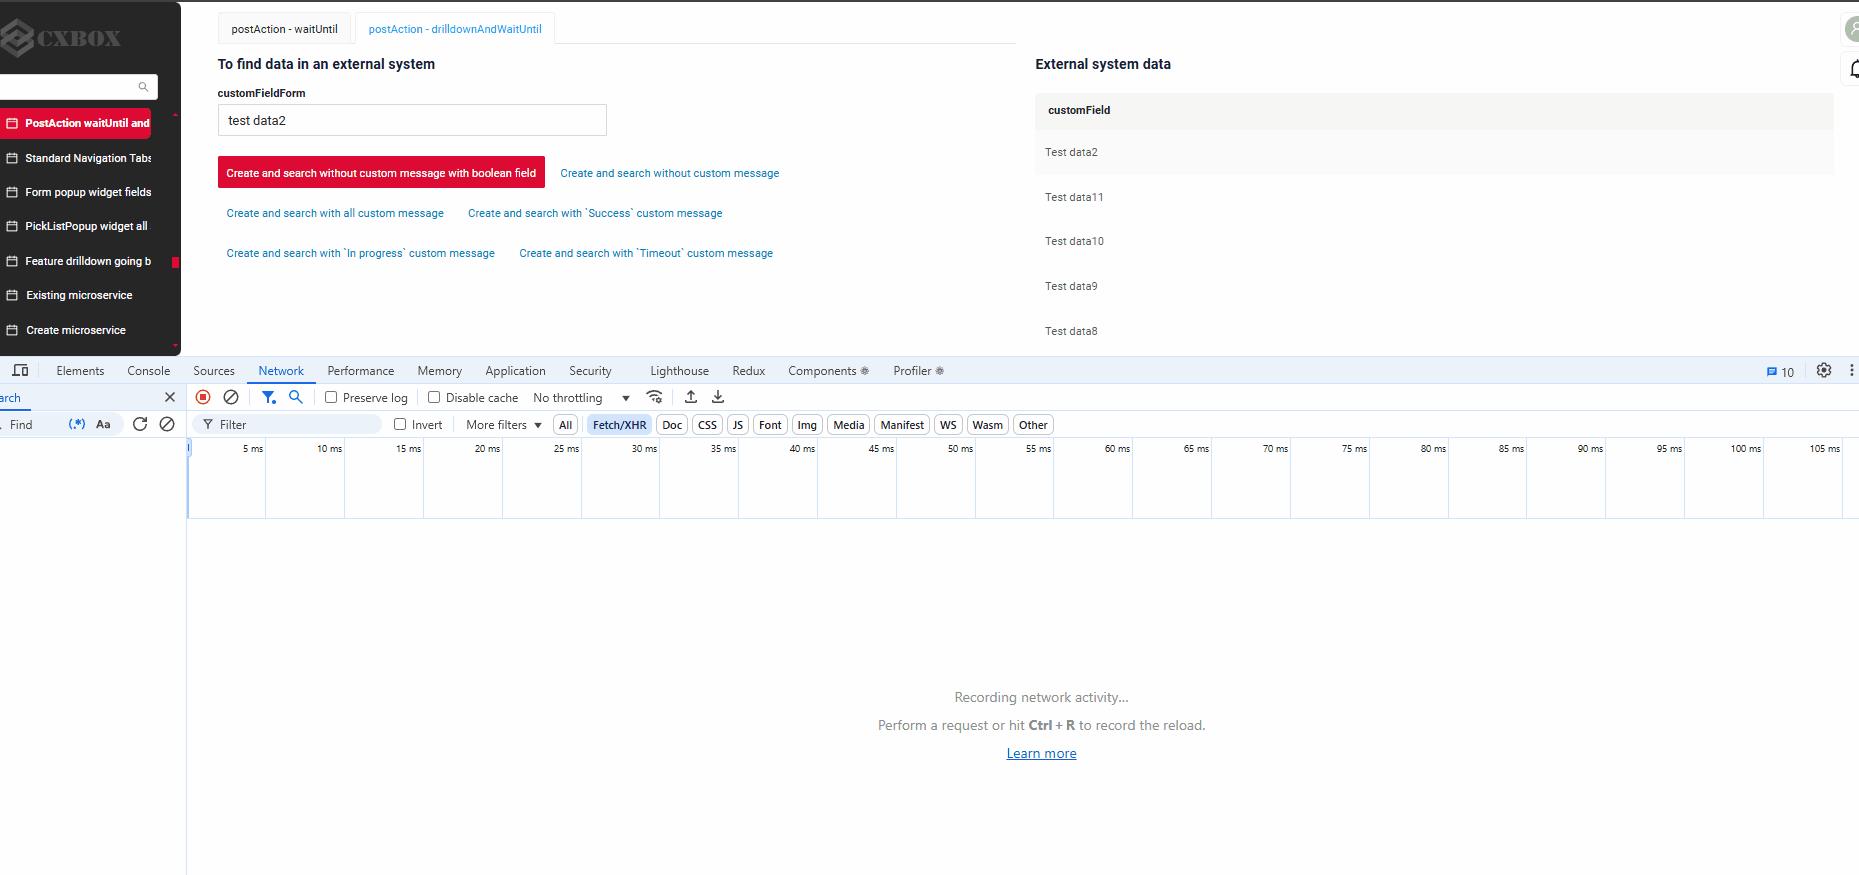 CXBOX
PostAction waitUntil and
Standard Navigation Tabs
Form popup widget fields
PickListPopup widget all
Feature drilldown going b
Existing microservice
Create microservice
postAction - waitUntil
postAction - drilldownAndWaitUntil
To find data in an external system
customFieldForm
test data2
Create and search without custom message with boolean field
Create and search without custom message
Create and search with all custom message
Create and search with `Success` custom message
Create and search with `In progress` custom message
Create and search with `Timeout` custom message
External system data
customField
Test data2
Test data11
Test data10
Test data9
Test data8
Elements Console Sources Network Performance Memory Application Security Lighthouse Redux Components Profiler 10
arch
Preserve log Disable cache No throttling
Find (.*) Aa
Filter Invert More filters All Fetch/XHR Doc CSS JS Font Img Media Manifest WS Wasm Other
5 ms 10 ms 15 ms 20 ms 25 ms 30 ms 35 ms 40 ms 45 ms 50 ms 55 ms 60 ms 65 ms 70 ms 75 ms 80 ms 85 ms 90 ms 95 ms 100 ms 105 ms
Recording network activity...
Perform a request or hit Ctrl + R to record the reload.
Learn more